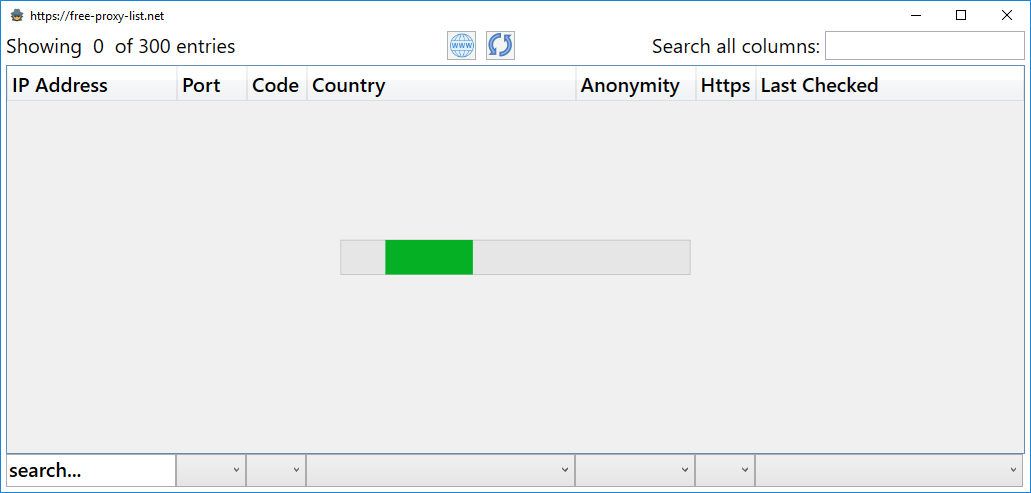 https://free-proxy-list.net
Showing 0 of 300 entries
WWW
Search all columns:
IP Address Port Code Country Anonymity Https Last Checked
search...